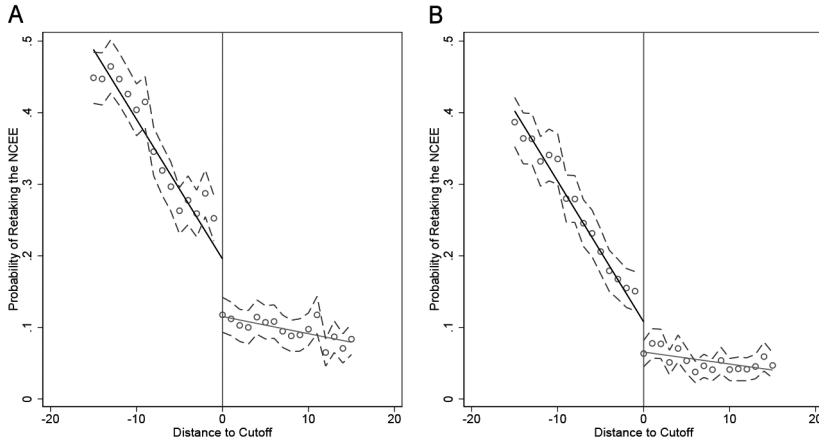 A
Probability of Retaking the NCEE
.5
.4
.3
.2
.1
0
-20 -10 0 10 20
Distance to Cutoff
B
Probability of Retaking the NCEE
.5
.4
.3
.2
.1
0
-20 -10 0 10 20
Distance to Cutoff